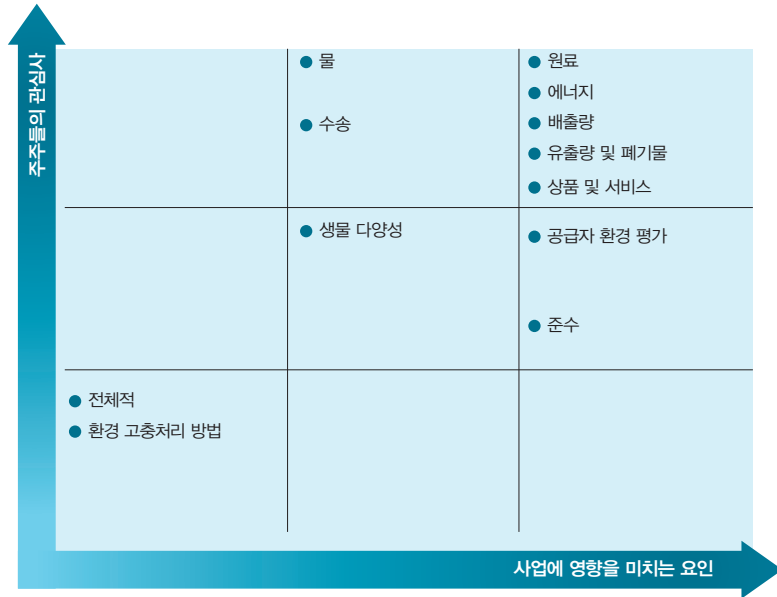 주주들의 관심사
물
수송
원료
에너지
배출량
유출량 및 폐기물
상품 및 서비스
생물 다양성
공급자 환경 평가
준수
전체적
환경 고충처리 방법
사업에 영향을 미치는 요인